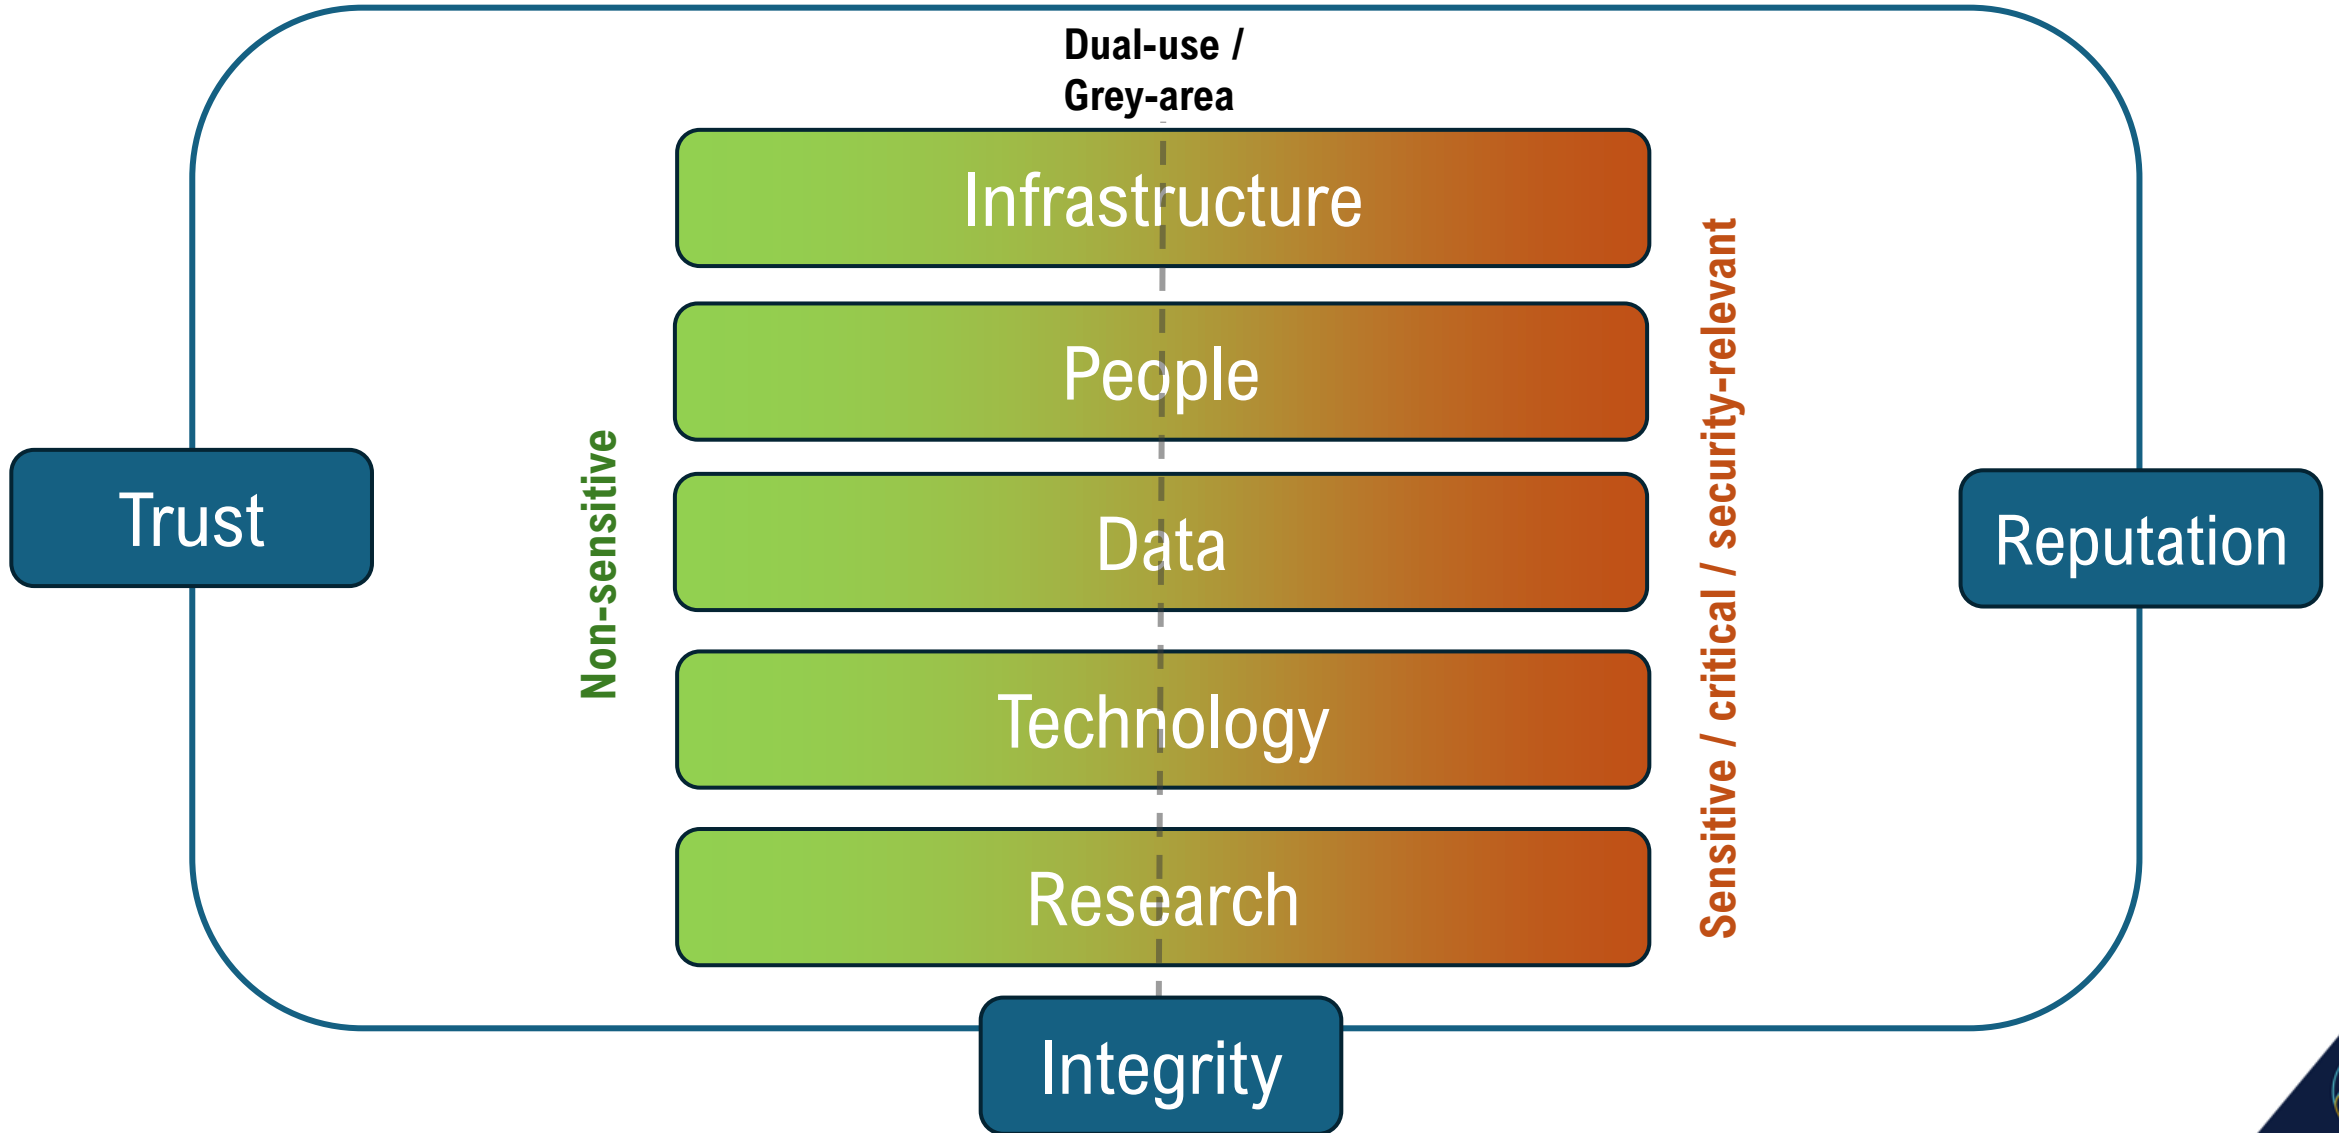 Dual-use /
Grey-area
Infrastructure
People
Data
Technology
Research
Non-sensitive
Sensitive / critical / security-relevant
Trust
Reputation
Integrity